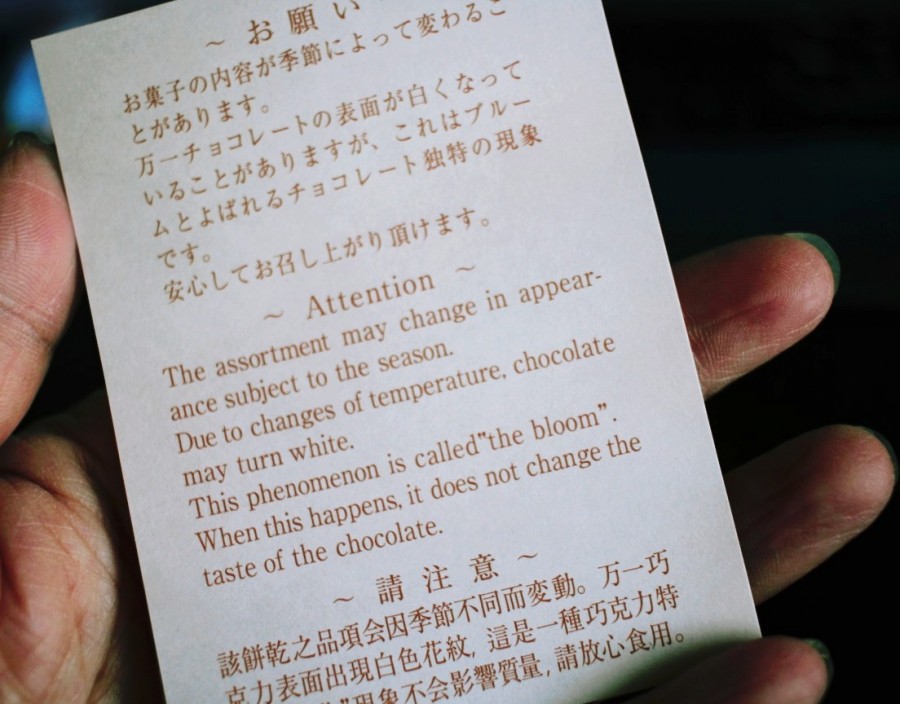 ～ お 願 い
お菓子の内容が季節によって変わるこ
とがあります。
万一チョコレートの表面が白くなって
いることがありますが、これはブルー
ムとよばれるチョコレート独特の現象
です。
安心してお召し上がり頂けます。
～ Attention ～
The assortment may change in appear-
ance subject to the season.
Due to changes of temperature, chocolate
may turn white.
This phenomenon is called"the bloom".
When this happens, it does not change the
taste of the chocolate.
～ 請 注 意 ～
該餅乾之品項会因季節不同而変動。万一巧
克力表面出現白色花紋, 這是一種巧克力特
"現象不会影響質量, 請放心食用。